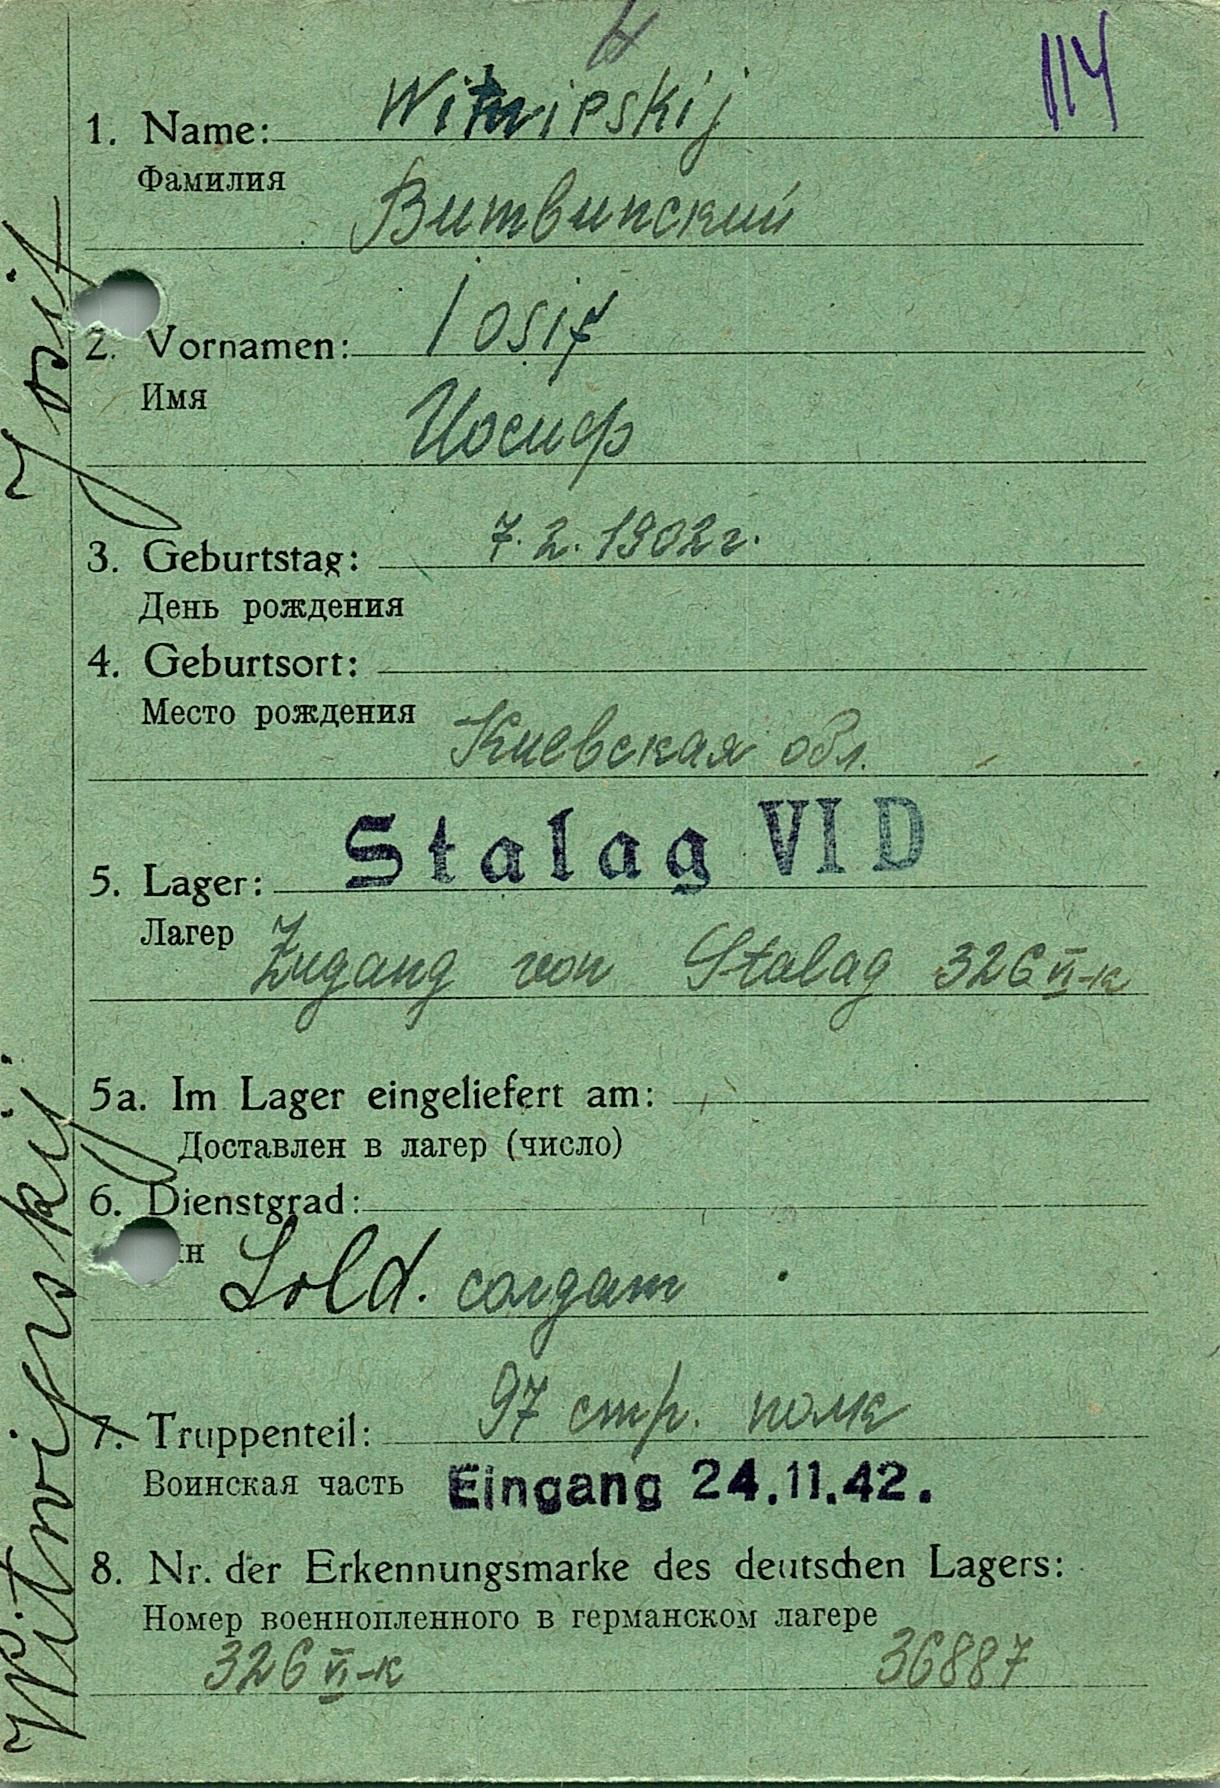 114
1. Name: Witwipskij
Фамилия
Витвипский
2. Vornamen: Iosif
Имя
Иосиф
3. Geburtstag: 7.2.1902г.
День рождения
4. Geburtsort:
Место рождения Киевская обл.
5. Lager: Stalag VI D
Лагер Zugang von Stalag 326 VI-к
5a. Im Lager eingeliefert am:
Доставлен в лагер (число)
6. Dienstgrad:
ин Sold. солдат
7. Truppenteil: 97 стр. полк
Воинская часть Eingang 24.11.42.
8. Nr. der Erkennungsmarke des deutschen Lagers:
Номер военнопленного в германском лагере
326 VI-к 36887
Witwipskij Josif